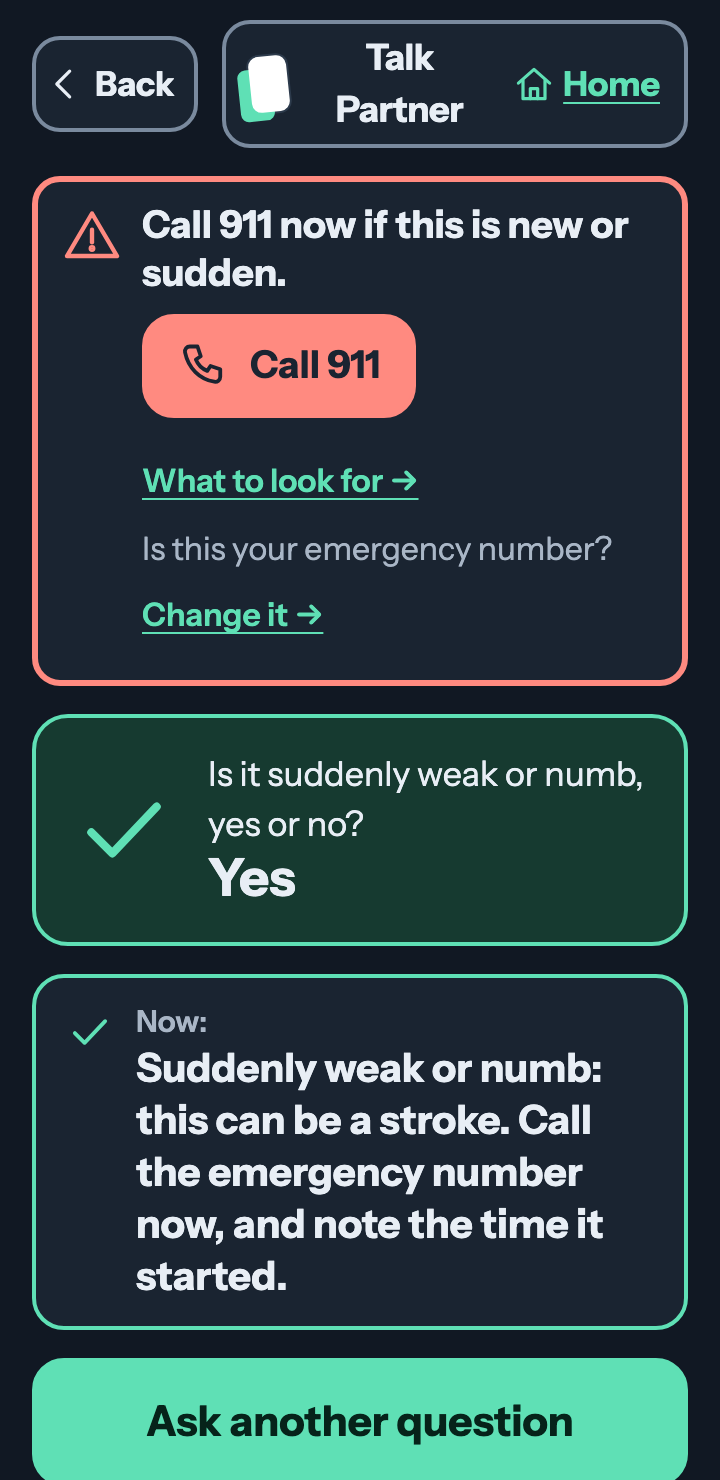 Back
Talk
Partner
Home
Call 911 now if this is new or
sudden.
Call 911
What to look for →
Is this your emergency number?
Change it →
Is it suddenly weak or numb,
yes or no?
Yes
Now:
Suddenly weak or numb:
this can be a stroke. Call
the emergency number
now, and note the time it
started.
Ask another question